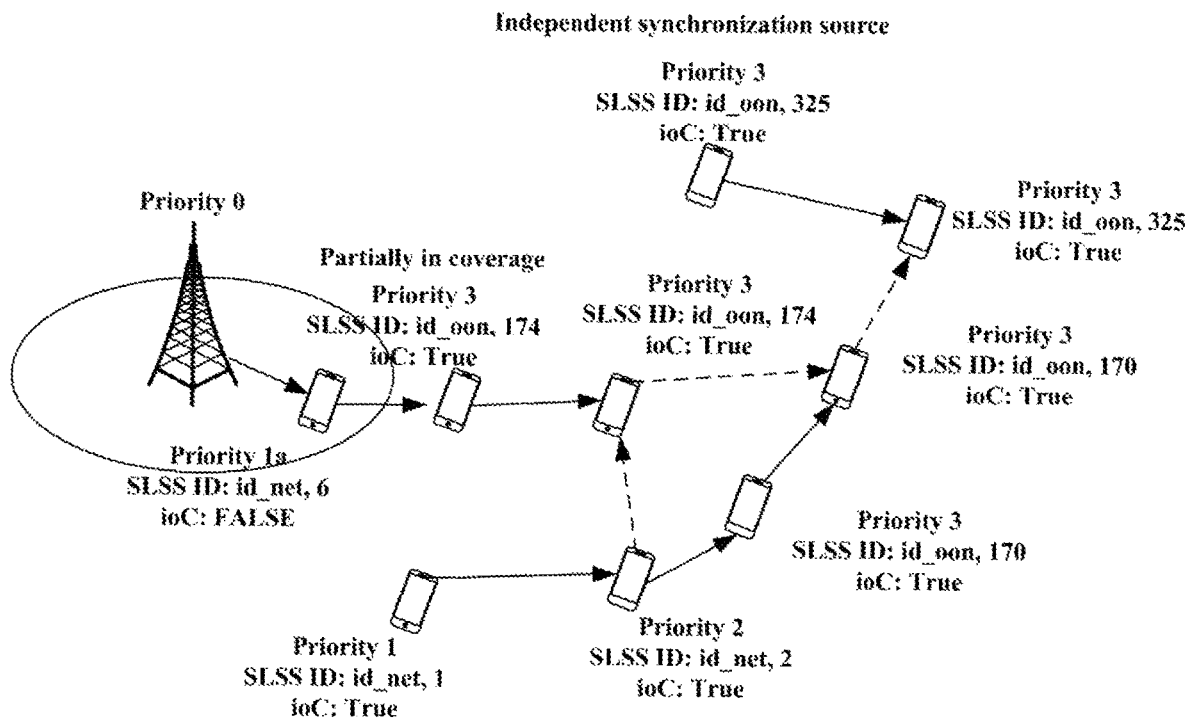 Independent synchronization source
Priority 3
SLSS ID: id_oon, 325
ioC: True
Priority 3
SLSS ID: id_oon, 325
ioC: True
Priority 0
Partially in coverage
Priority 3
SLSS ID: id_oon, 174
ioC: True
Priority 3
SLSS ID: id_oon, 174
ioC: True
Priority 3
SLSS ID: id_oon, 170
ioC: True
Priority 1a
SLSS ID: id_net, 6
ioC: FALSE
Priority 3
SLSS ID: id_oon, 170
ioC: True
Priority 1
SLSS ID: id_net, 1
ioC: True
Priority 2
SLSS ID: id_net, 2
ioC: True